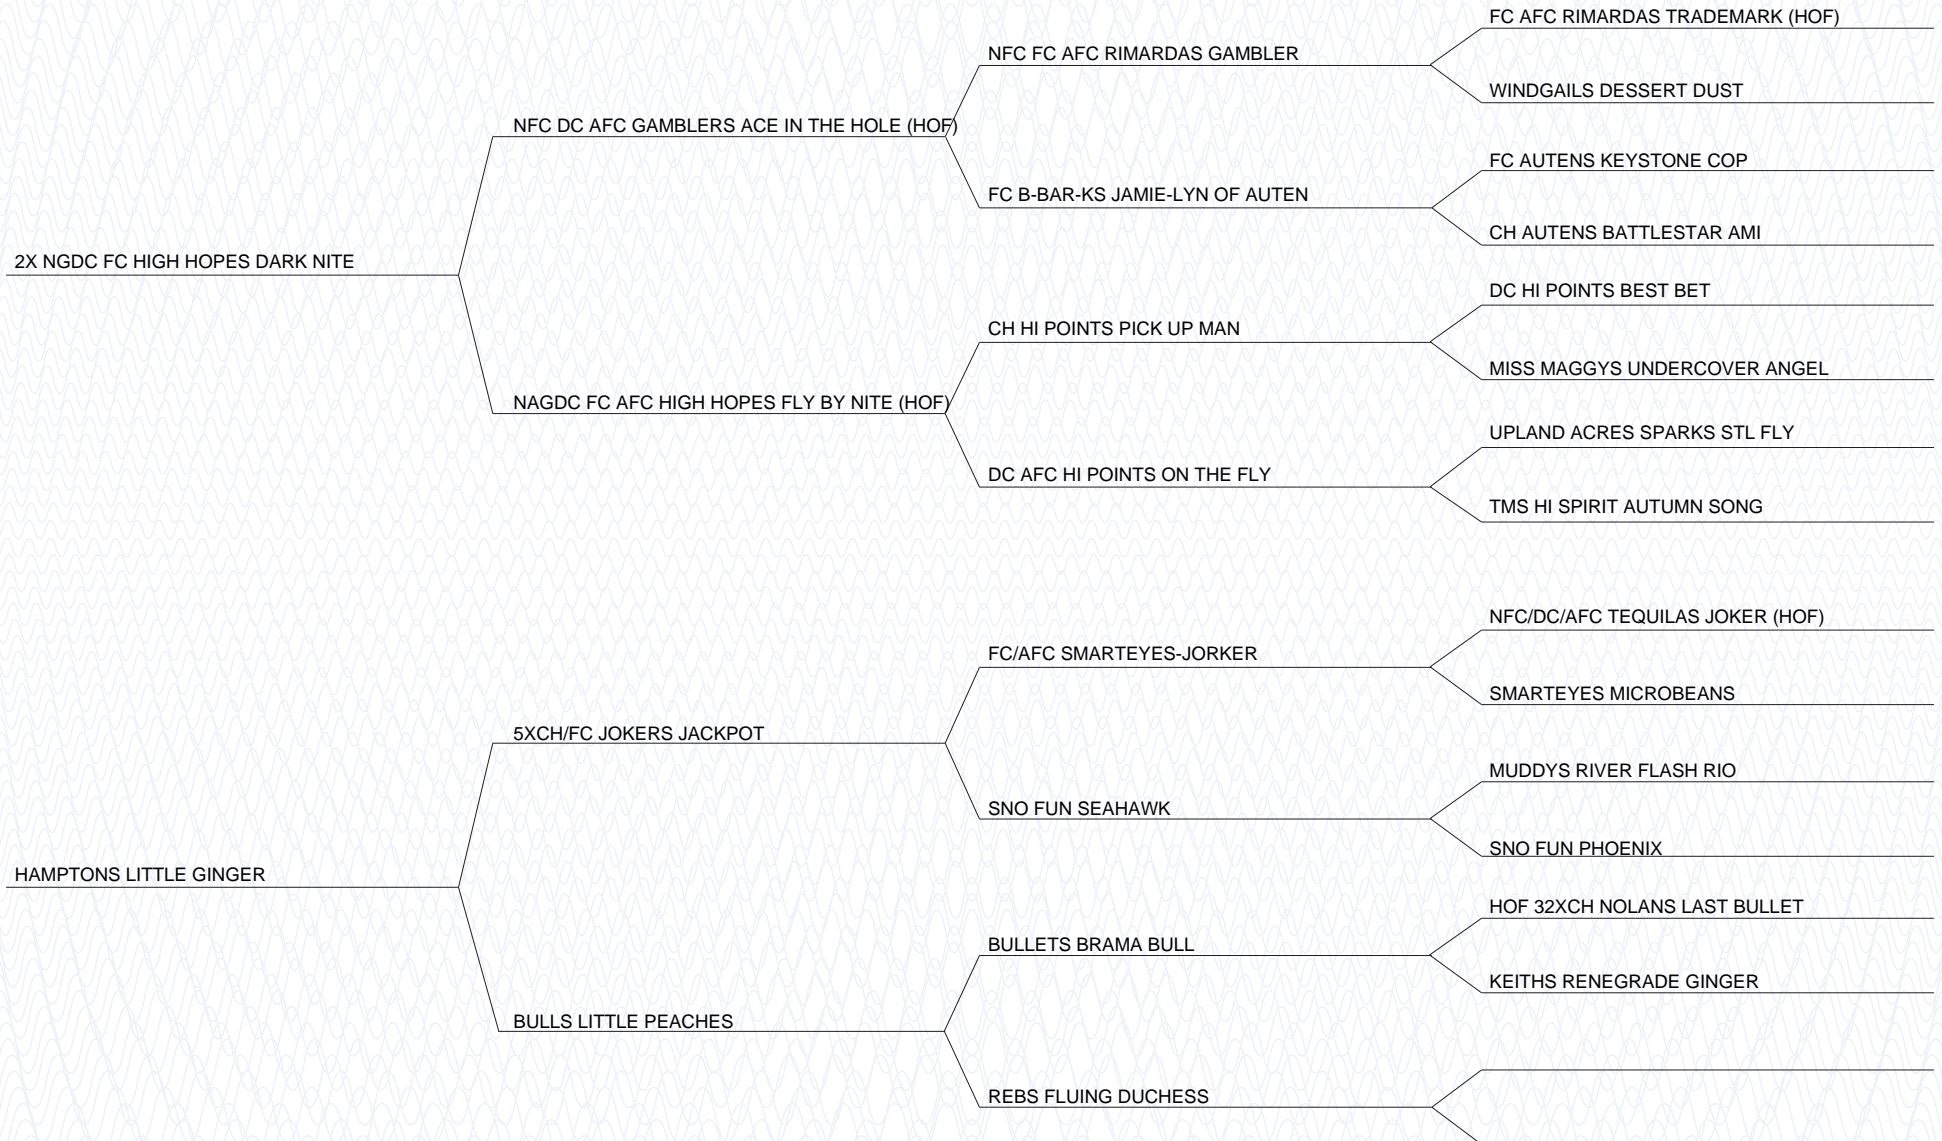 FC AFC RIMARDAS TRADEMARK (HOF)
NFC FC AFC RIMARDAS GAMBLER
WINDGAILS DESSERT DUST
NFC DC AFC GAMBLERS ACE IN THE HOLE (HOF)
FC AUTENS KEYSTONE COP
FC B-BAR-KS JAMIE-LYN OF AUTEN
CH AUTENS BATTLESTAR AMI
2X NGDC FC HIGH HOPES DARK NITE
DC HI POINTS BEST BET
CH HI POINTS PICK UP MAN
MISS MAGGYS UNDERCOVER ANGEL
NAGDC FC AFC HIGH HOPES FLY BY NITE (HOF)
UPLAND ACRES SPARKS STL FLY
DC AFC HI POINTS ON THE FLY
TMS HI SPIRIT AUTUMN SONG
NFC/DC/AFC TEQUILAS JOKER (HOF)
FC/AFC SMARTEYES-JORKER
SMARTEYES MICROBEANS
5XCH/FC JOKERS JACKPOT
MUDDYS RIVER FLASH RIO
SNO FUN SEAHAWK
SNO FUN PHOENIX
HAMPTONS LITTLE GINGER
HOF 32XCH NOLANS LAST BULLET
BULLETS BRAMA BULL
KEITHS RENEGRADE GINGER
BULLS LITTLE PEACHES
REBS FLUING DUCHESS